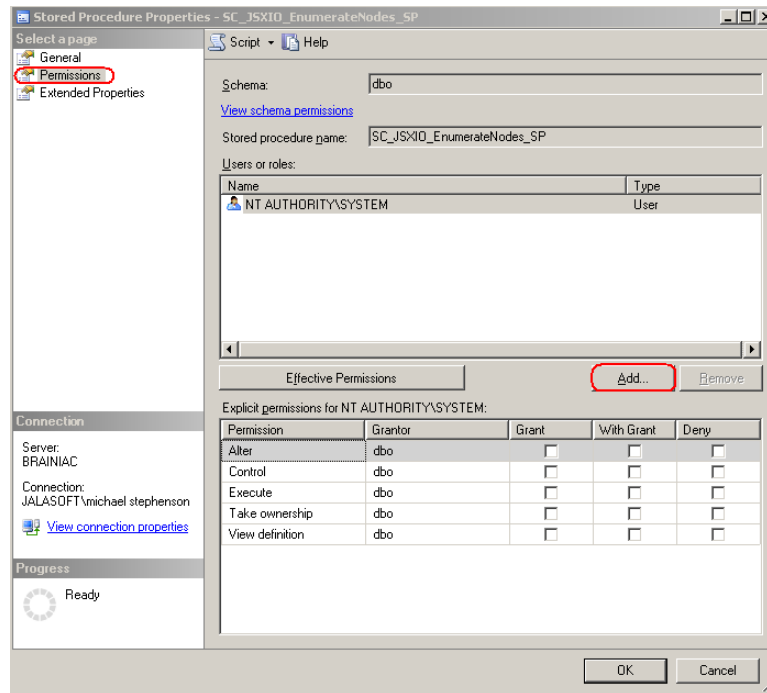 Stored Procedure Properties - SC_JSXIO_EnumerateNodes_SP
Select a page
General
Permissions
Extended Properties
Script Help
Schema: dbo
View schema permissions
Stored procedure name: SC_JSXIO_EnumerateNodes_SP
Users or roles:
Name Type
NT AUTHORITY\SYSTEM User
Effective Permissions Add... Remove
Explicit permissions for NT AUTHORITY\SYSTEM:
Permission Grantor Grant With Grant Deny
Alter dbo
Control dbo
Execute dbo
Take ownership dbo
View definition dbo
Connection
Server:
BRAINIAC
Connection:
JALASOFT\michael stephenson
View connection properties
Progress
Ready
OK Cancel